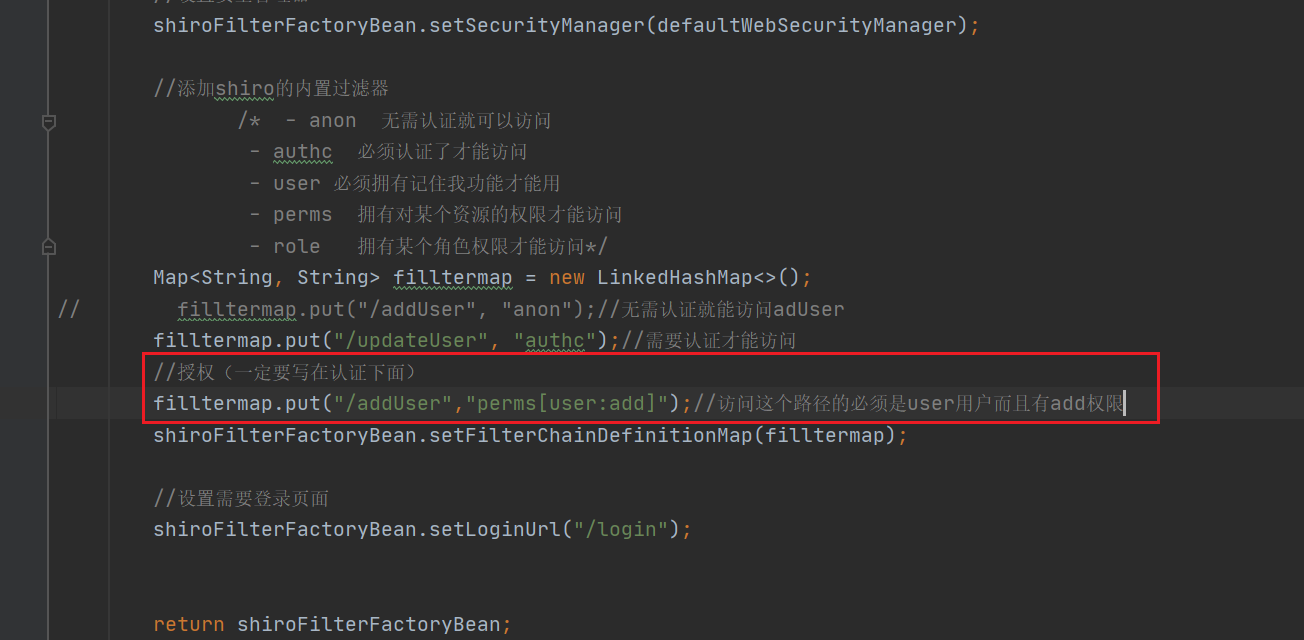 shiroFilterFactoryBean.setSecurityManager(defaultWebSecurityManager);
//添加shiro的内置过滤器
/*  - anon  无需认证就可以访问
- authc  必须认证了才能访问
- user 必须拥有记住我功能才能用
- perms  拥有对某个资源的权限才能访问
- role   拥有某个角色权限才能访问*/
Map<String, String> filltermap = new LinkedHashMap<>();
//        filltermap.put("/addUser", "anon");//无需认证就能访问adUser
filltermap.put("/updateUser", "authc");//需要认证才能访问
//授权（一定要写在认证下面）
filltermap.put("/addUser","perms[user:add]");//访问这个路径的必须是user用户而且有add权限
shiroFilterFactoryBean.setFilterChainDefinitionMap(filltermap);
//设置需要登录页面
shiroFilterFactoryBean.setLoginUrl("/login");
return shiroFilterFactoryBean;